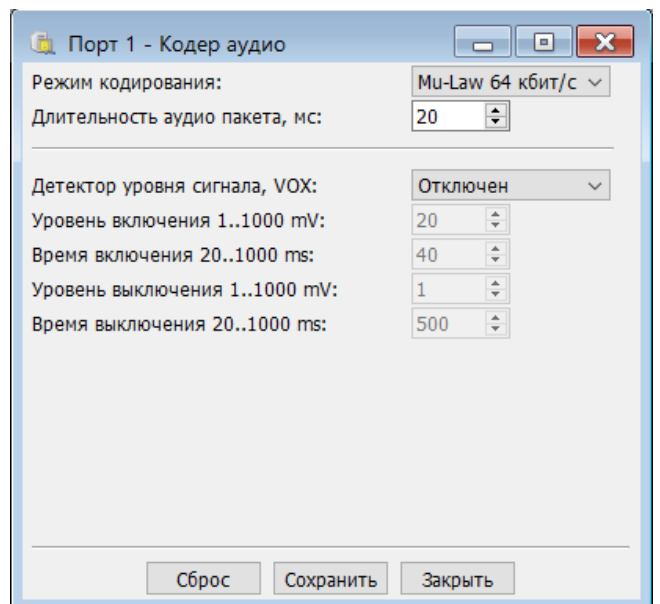 Порт 1 - Кодер аудио
Режим кодирования: Mu-Law 64 кбит/с
Длительность аудио пакета, мс: 20
Детектор уровня сигнала, VOX: Отключен
Уровень включения 1..1000 mV: 20
Время включения 20..1000 ms: 40
Уровень выключения 1..1000 mV: 1
Время выключения 20..1000 ms: 500
Сброс Сохранить Закрыть